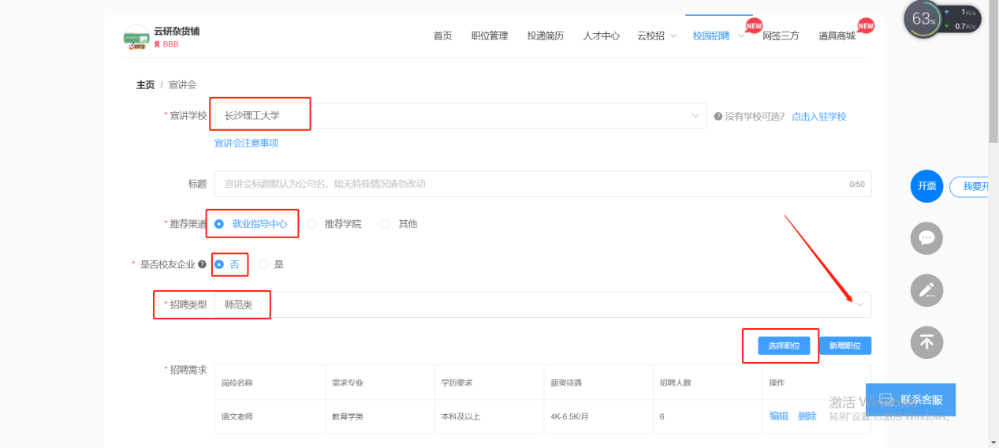 云研杂货铺
BBB
首页 职位管理 投递简历 人才中心 云校招 校园招聘 NEW 网签三方 道具商城 NEW
63% 1K/s
0.7K/s
主页 / 宣讲会
* 宣讲学校 长沙理工大学 没有学校可选? 点击入驻学校
宣讲会注意事项
标题 宣讲会标题默认为公司名，如无特殊情况请勿改动 0/50
开票 我要开
* 推荐渠道 就业指导中心 推荐学院 其他
* 是否校友企业 否 是
* 招聘类型 师范类
选择职位 新增职位
* 招聘需求
岗位名称 需求专业 学历要求 薪资待遇 招聘人数 操作
语文老师 教育学类 本科及以上 4K-6.5K/月 6 编辑 删除
联系客服
激活 Windows
转到"设置"以激活 Windows。